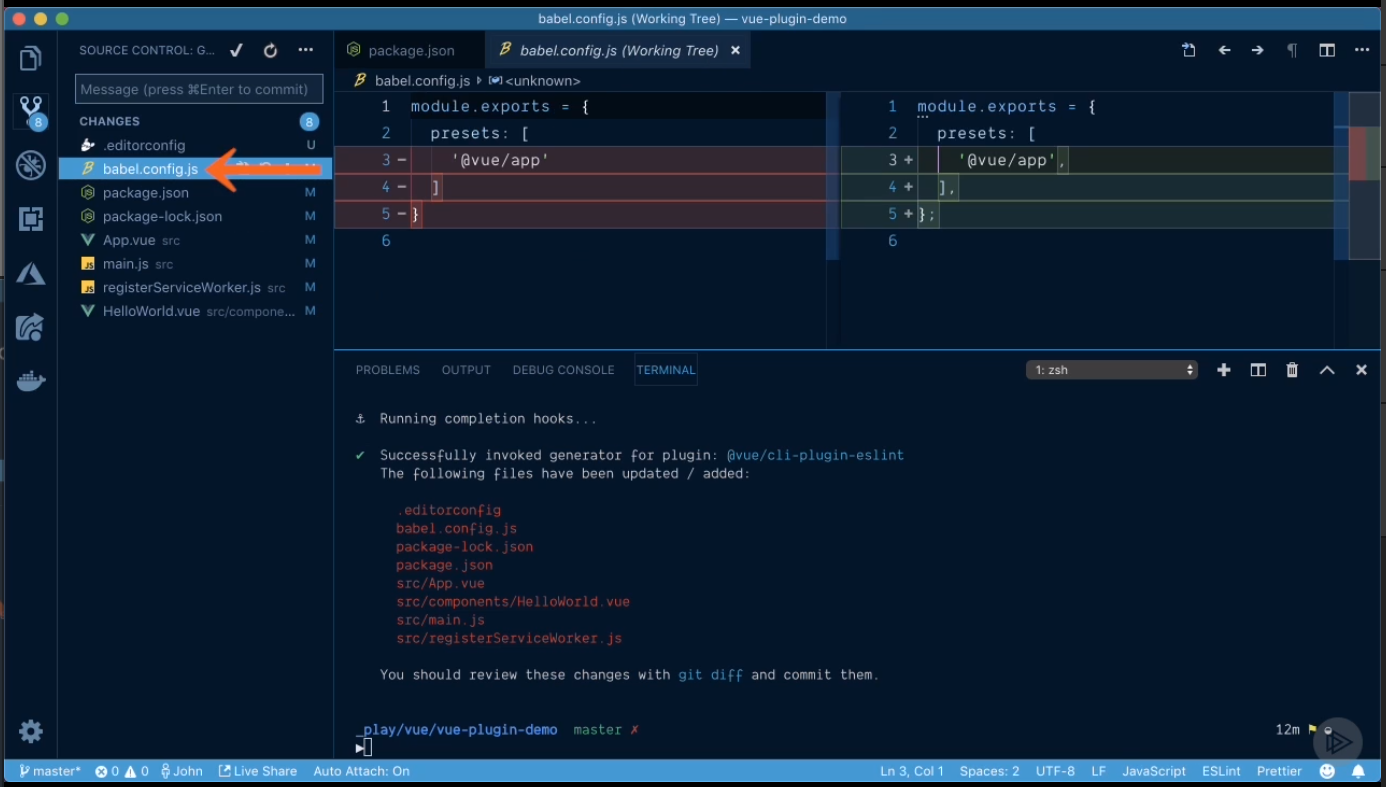 babel.config.js (Working Tree) — vue-plugin-demo
SOURCE CONTROL: G...
package.json
babel.config.js (Working Tree)
babel.config.js
<unknown>
Message (press ⌘Enter to commit)
CHANGES 8
8
.editorconfig U
babel.config.js
package.json M
package-lock.json M
App.vue src M
main.js src M
registerServiceWorker.js src M
HelloWorld.vue src/compone... M
1 module.exports = {
2 presets: [
3 − '@vue/app'
4 − ]
5 − }
6
1 module.exports = {
2 presets: [
3 + '@vue/app',
4 + ],
5 + };
6
PROBLEMS OUTPUT DEBUG CONSOLE TERMINAL
1: zsh
⚓ Running completion hooks...
✔ Successfully invoked generator for plugin: @vue/cli-plugin-eslint
The following files have been updated / added:
.editorconfig
babel.config.js
package-lock.json
package.json
src/App.vue
src/components/HelloWorld.vue
src/main.js
src/registerServiceWorker.js
You should review these changes with git diff and commit them.
_play/vue/vue-plugin-demo master ✗
12m
master* 0 0 John Live Share Auto Attach: On
Ln 3, Col 1 Spaces: 2 UTF-8 LF JavaScript ESLint Prettier